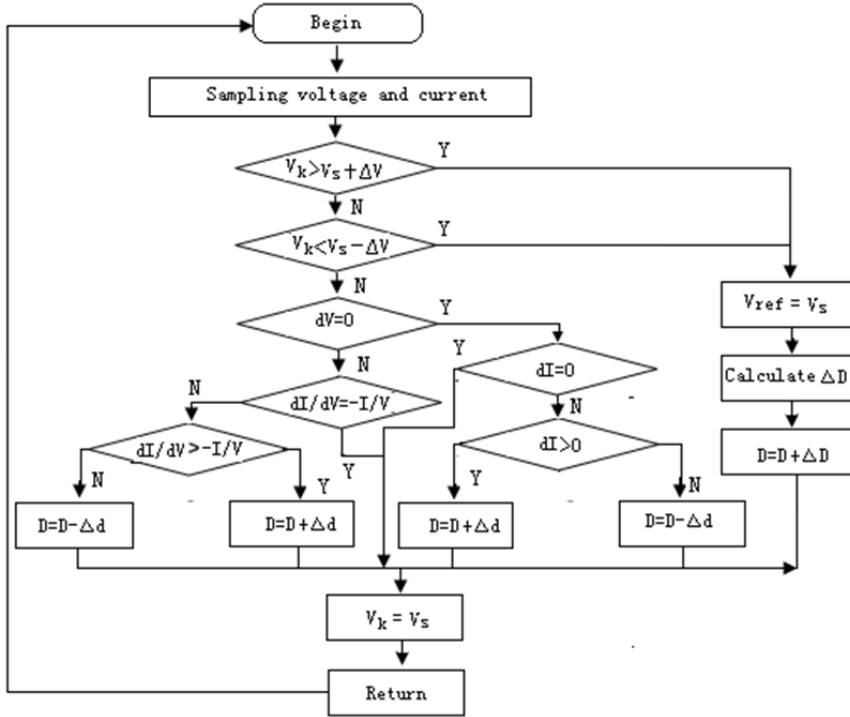 Begin
Sampling voltage and current
Vk>Vs+ΔV
Y
N
Vk<Vs-ΔV
Y
N
dV=0
Y
N
Vref = Vs
dI=0
Y
N
Calculate ΔD
dI/dV=-I/V
N
Y
dI/dV>-I/V
N
Y
dI>0
Y
N
D=D+ΔD
D=D-Δd
D=D+Δd
D=D+Δd
D=D-Δd
Vk = Vs
Return